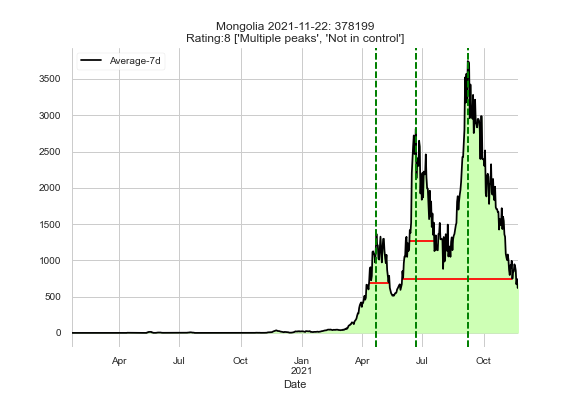 Mongolia 2021-11-22: 378199
Rating:8 ['Multiple peaks', 'Not in control']
Average-7d
3500
3000
2500
2000
1500
1000
500
0
Apr
Jul
Oct
Jan
2021
Apr
Jul
Oct
Date